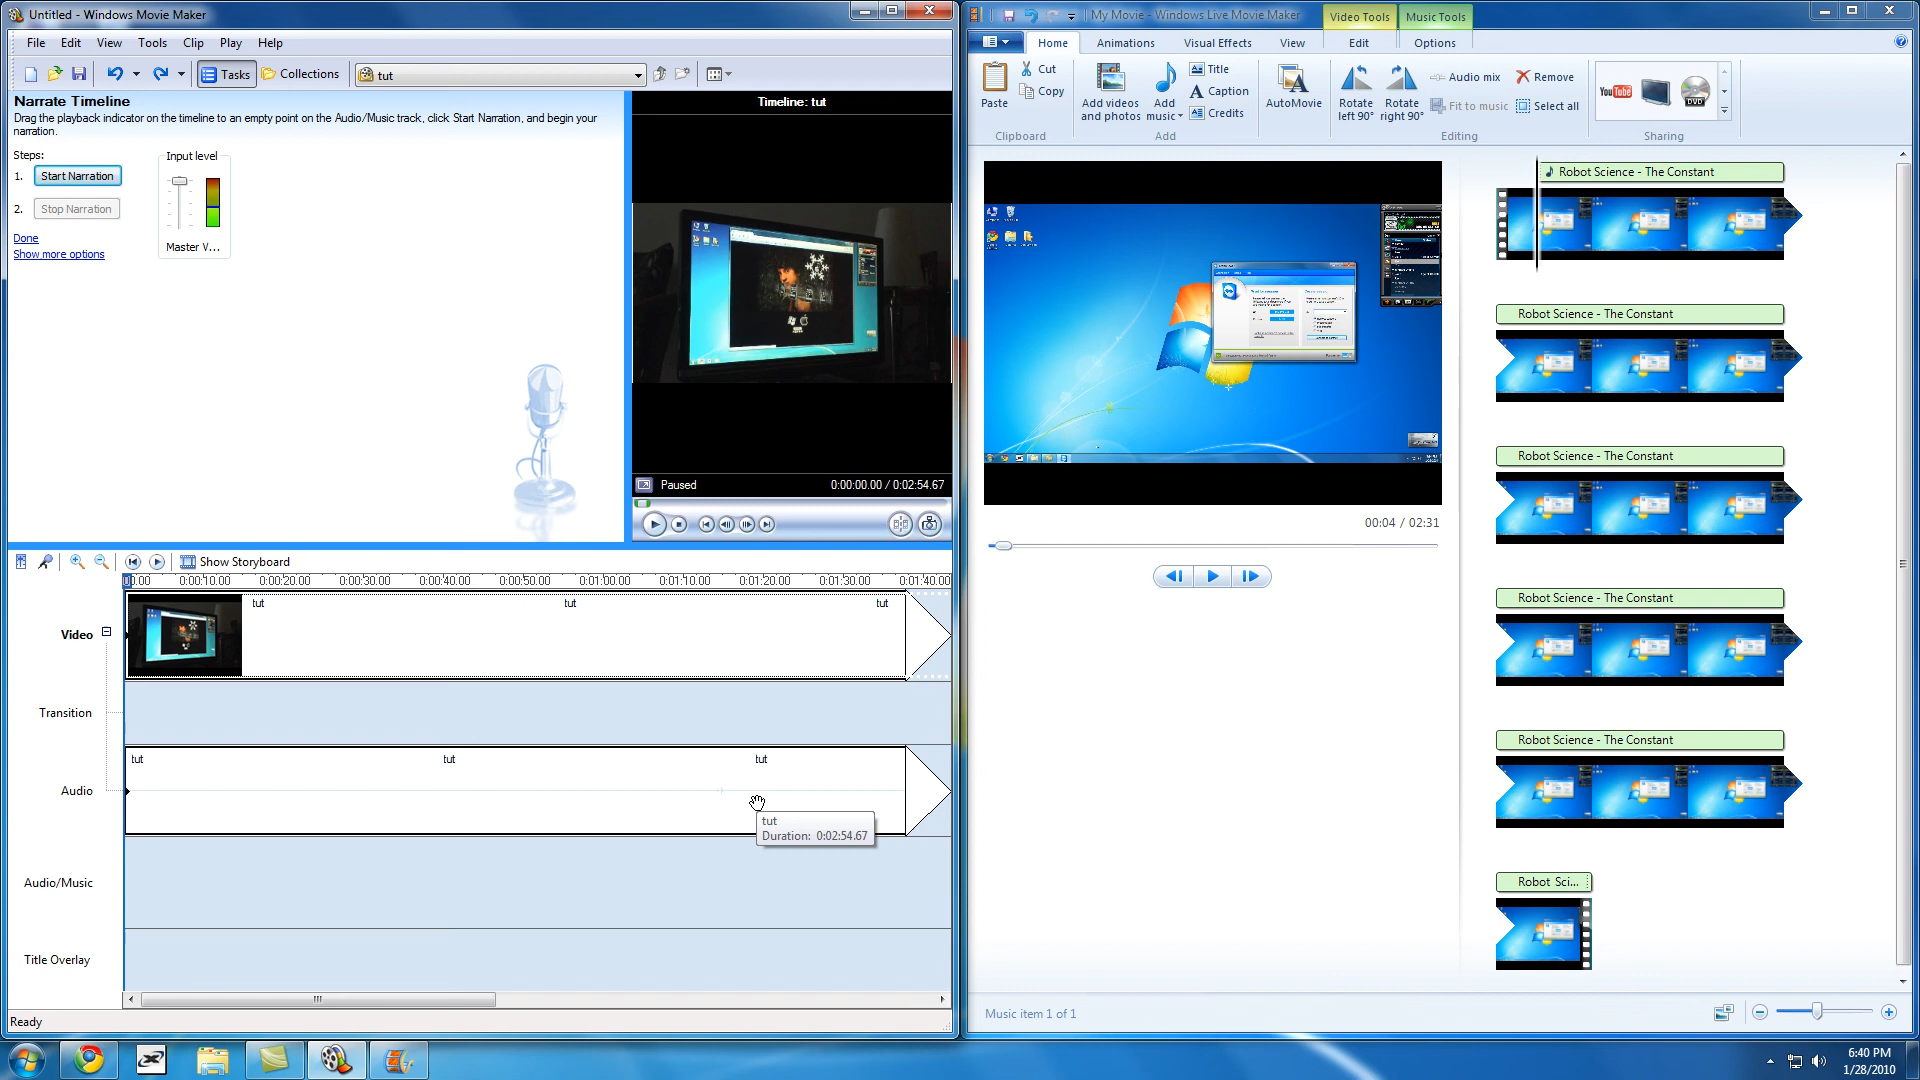 Untitled - Windows Movie Maker
File Edit View Tools Clip Play Help
Tasks Collections tut
Narrate Timeline
Drag the playback indicator on the timeline to an empty point on the Audio/Music track, click Start Narration, and begin your
narration.
Steps:
1. Start Narration
2. Stop Narration
Done
Show more options
Input level
Master V...
Timeline: tut
Paused 0:00:00.00 / 0:02:54.67
Show Storyboard
0.00 0:00:10.00 0:00:20.00 0:00:30.00 0:00:40.00 0:00:50.00 0:01:00.00 0:01:10.00 0:01:20.00 0:01:30.00 0:01:40.00
Video
tut tut tut
Transition
tut tut tut
Audio
tut
Duration: 0:02:54.67
Audio/Music
Title Overlay
Ready
My Movie - Windows Live Movie Maker
Video Tools Music Tools
Home Animations Visual Effects View Edit Options
Paste
Cut
Copy
Clipboard
Add videos
and photos
Add
music
Title
Caption
Credits
Add
AutoMovie
Rotate
left 90°
Rotate
right 90°
Audio mix
Fit to music
Remove
Select all
Editing
YouTube
DVD
Sharing
00:04 / 02:31
Robot Science - The Constant
Robot Science - The Constant
Robot Science - The Constant
Robot Science - The Constant
Robot Science - The Constant
Robot Sci...
Music item 1 of 1
6:40 PM
1/28/2010